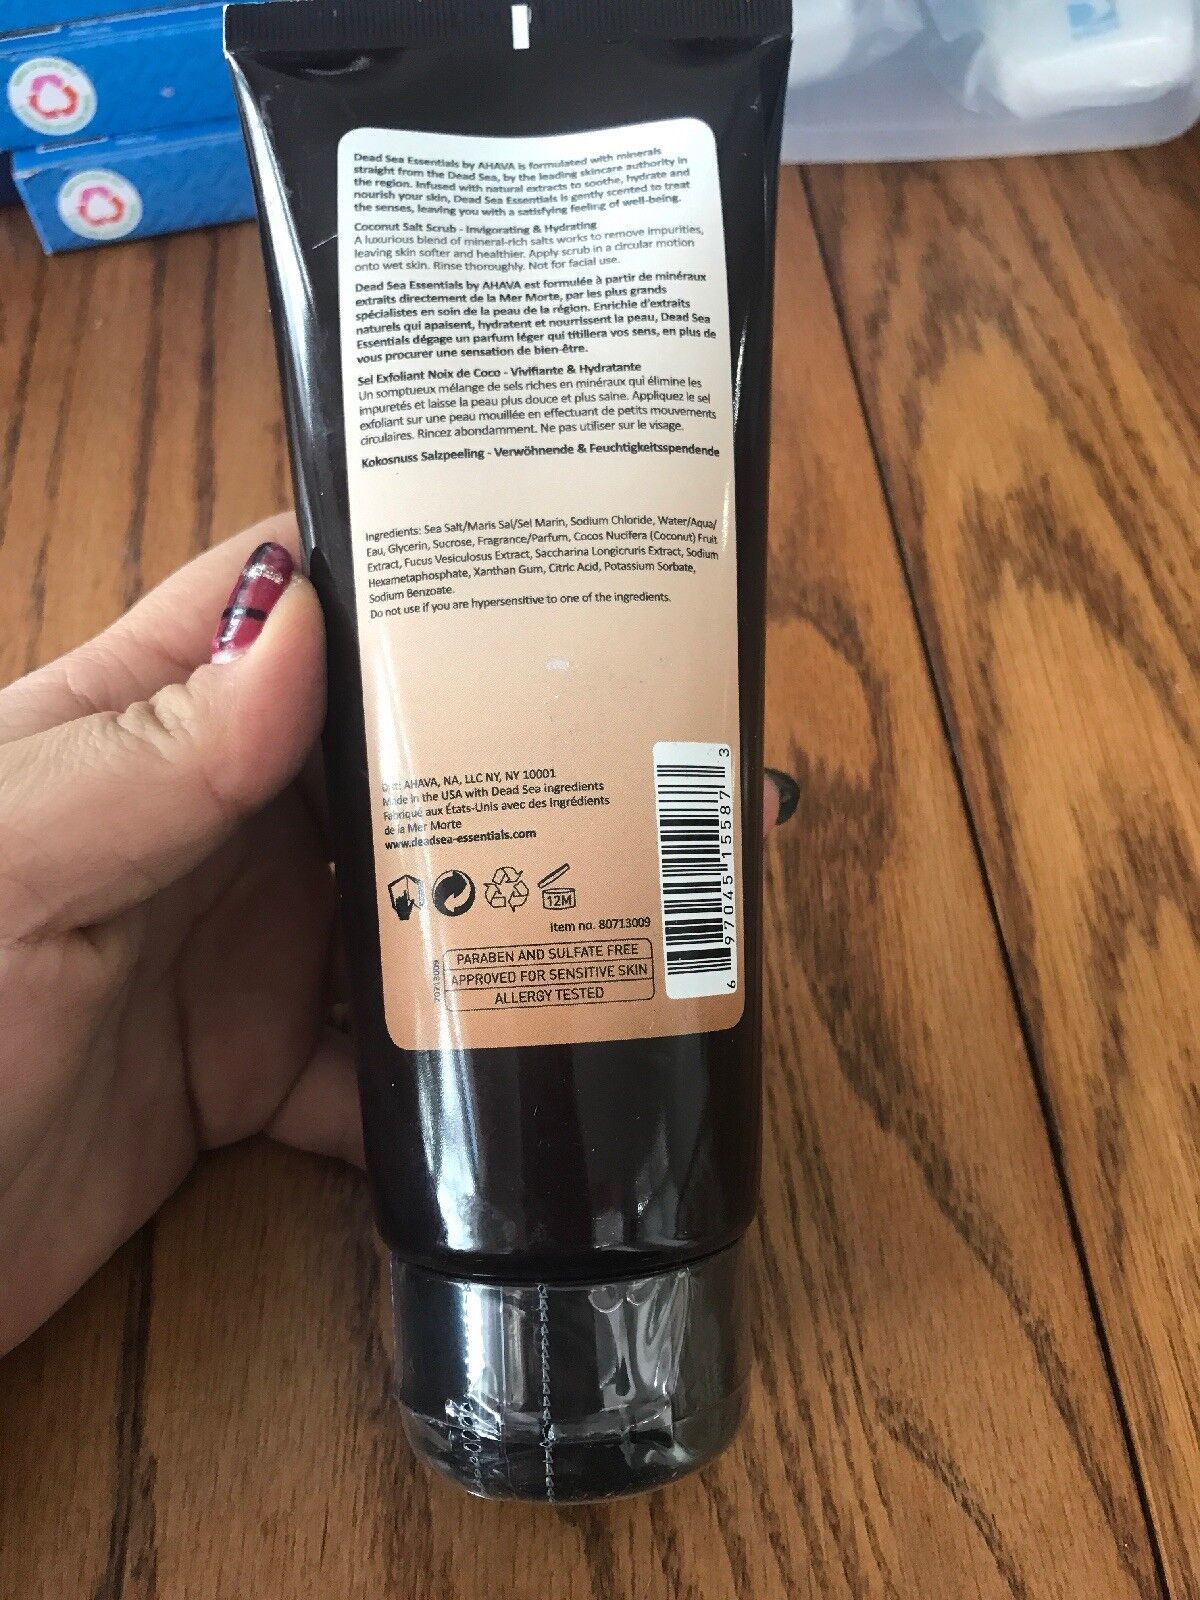 Dead Sea Essentials by AHAVA is formulated with minerals
straight from the Dead Sea, by the leading skincare authority in
the region. Infused with natural extracts to soothe, hydrate and
nourish your skin, Dead Sea Essentials is gently scented to treat
the senses, leaving you with a satisfying feeling of well-being.
Coconut Salt Scrub - Invigorating & Hydrating
A luxurious blend of mineral-rich salts works to remove impurities,
leaving skin softer and healthier. Apply scrub in a circular motion
onto wet skin. Rinse thoroughly. Not for facial use.
Dead Sea Essentials by AHAVA est formulée à partir de minéraux
extraits directement de la Mer Morte, par les plus grands
spécialistes en soin de la peau de la région. Enrichie d'extraits
naturels qui apaisent, hydratent et nourrissent la peau, Dead Sea
Essentials dégage un parfum léger qui titillera vos sens, en plus de
vous procurer une sensation de bien-être.
Sel Exfoliant Noix de Coco - Vivifiante & Hydratante
Un somptueux mélange de sels riches en minéraux qui élimine les
impuretés et laisse la peau plus douce et plus saine. Appliquez le sel
exfoliant sur une peau mouillée en effectuant de petits mouvements
circulaires. Rincez abondamment. Ne pas utiliser sur le visage.
Kokosnuss Salzpeeling - Verwöhnende & Feuchtigkeitsspendende
Ingredients: Sea Salt/Maris Sal/Sel Marin, Sodium Chloride, Water/Aqua/
Eau, Glycerin, Sucrose, Fragrance/Parfum, Cocos Nucifera (Coconut) Fruit
Extract, Fucus Vesiculosus Extract, Saccharina Longicruris Extract, Sodium
Hexametaphosphate, Xanthan Gum, Citric Acid, Potassium Sorbate,
Sodium Benzoate.
Do not use if you are hypersensitive to one of the ingredients.
AHAVA, NA, LLC NY, NY 10001
Made in the USA with Dead Sea ingredients
Fabriqué aux États-Unis avec des Ingrédients
de la Mer Morte
www.deadsea-essentials.com
12M
item no. 80713009
70713009
PARABEN AND SULFATE FREE
APPROVED FOR SENSITIVE SKIN
ALLERGY TESTED
6 97045 15587 3